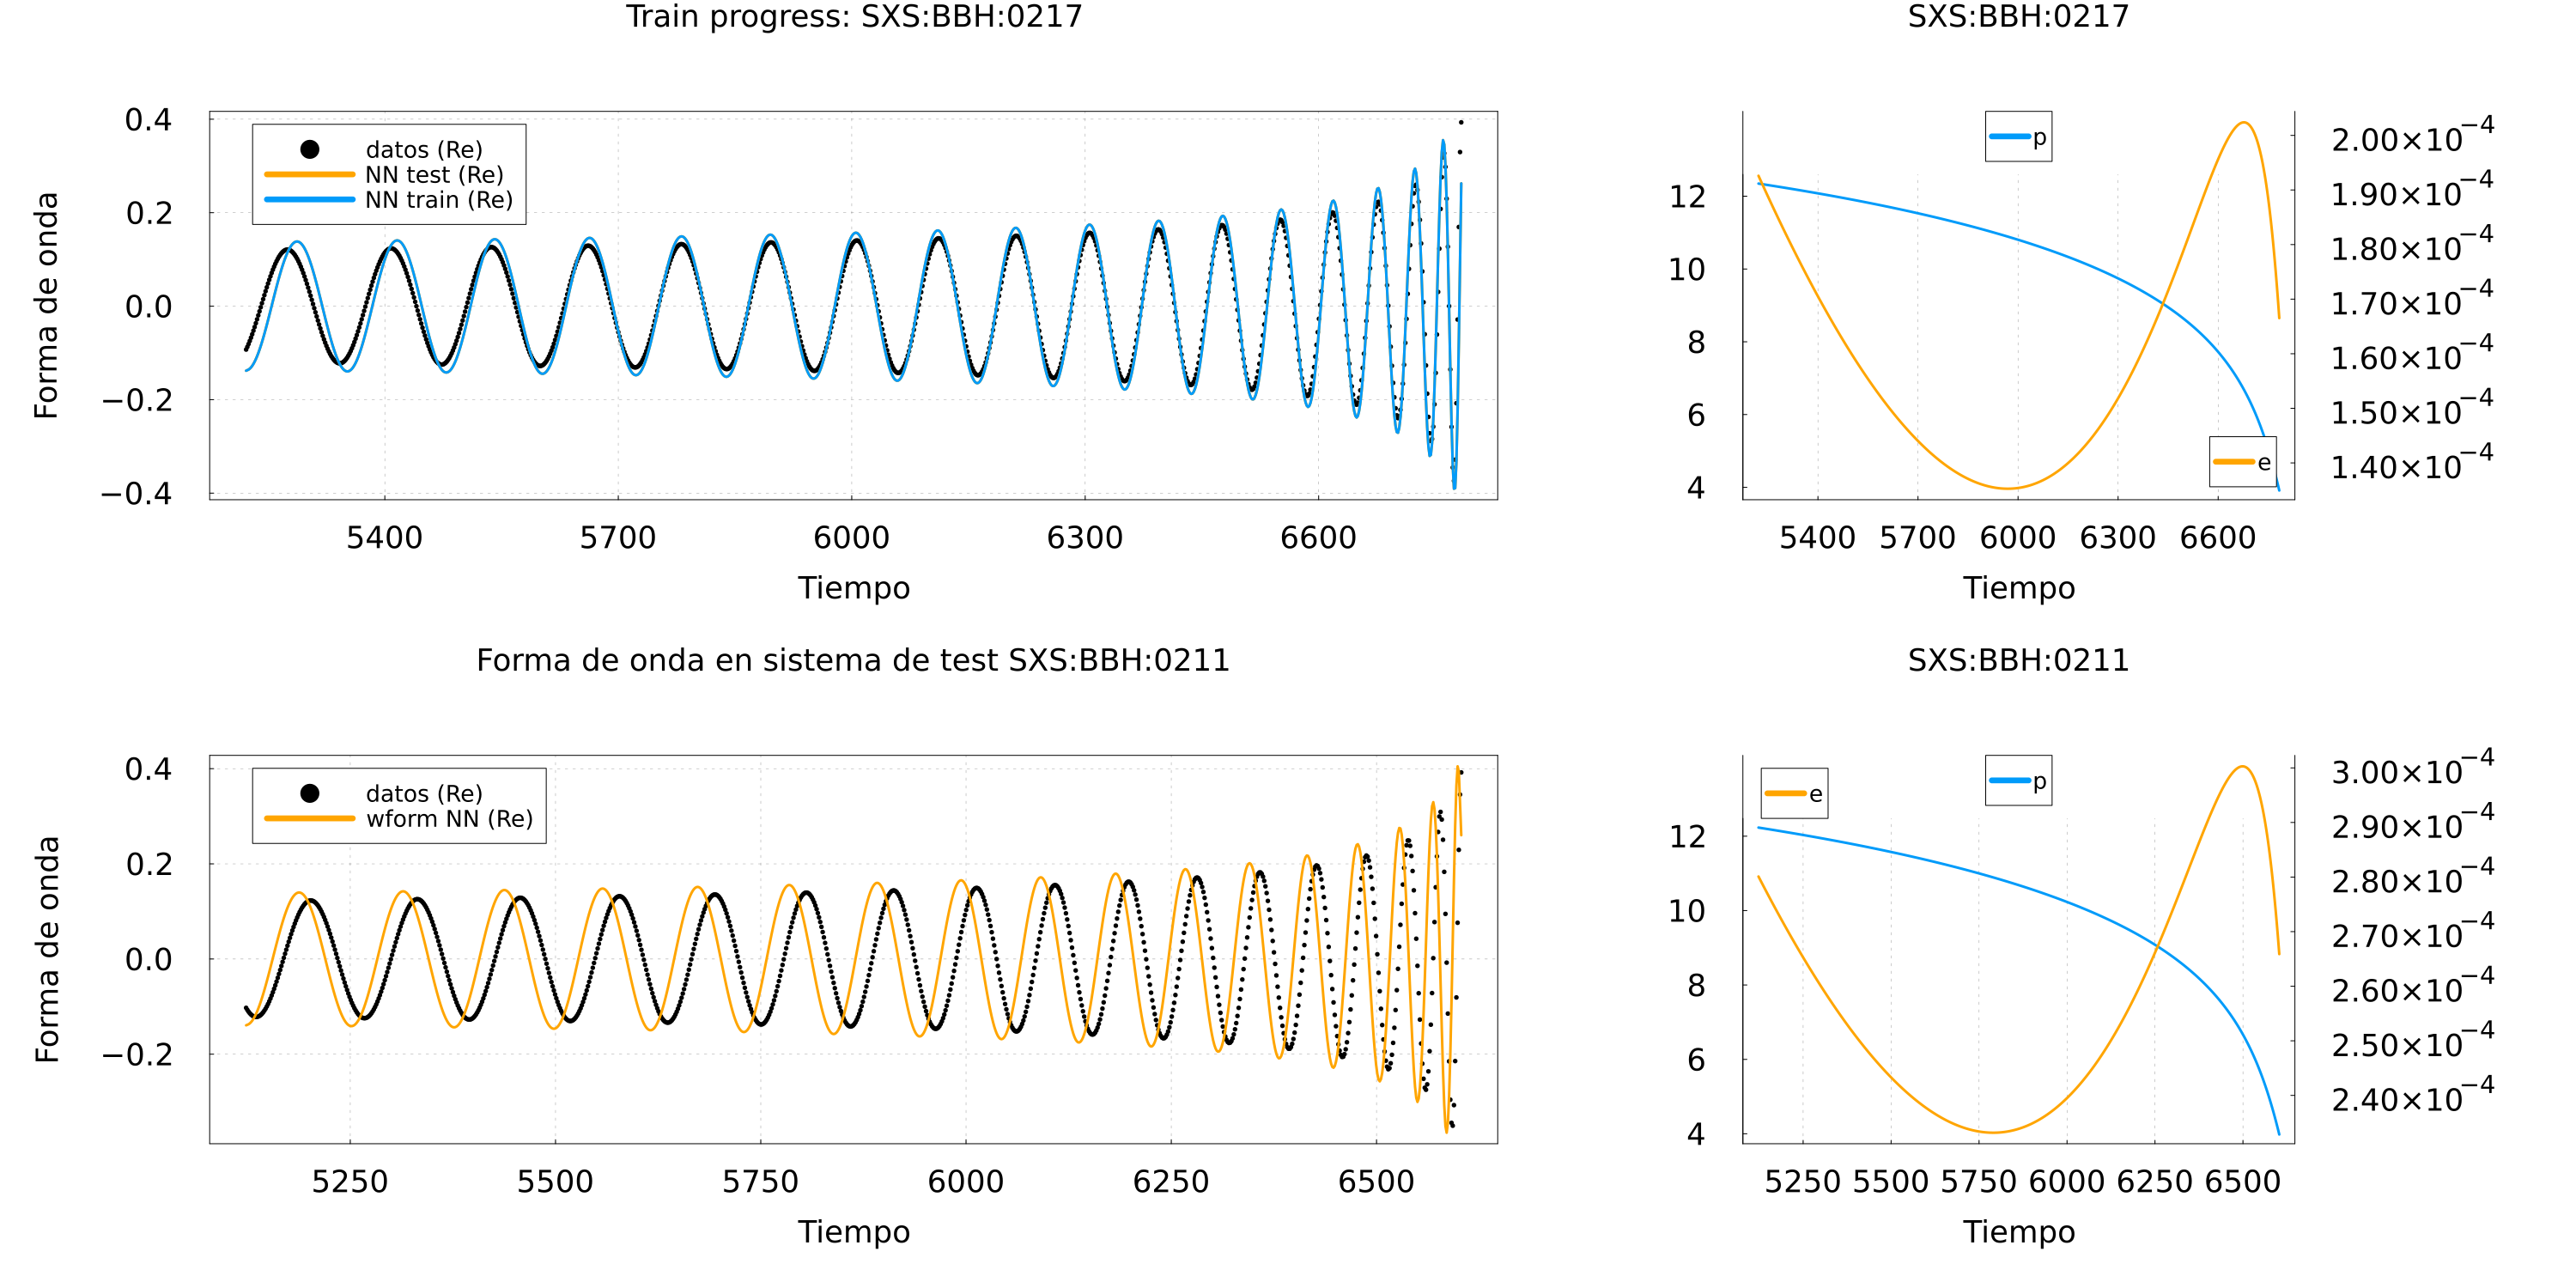 Train progress: SXS:BBH:0217
Forma de onda
0.4
0.2
0.0
−0.2
−0.4
datos (Re)
NN test (Re)
NN train (Re)
5400 5700 6000 6300 6600
Tiempo
SXS:BBH:0217
12
10
8
6
4
p
e
2.00×10−4
1.90×10−4
1.80×10−4
1.70×10−4
1.60×10−4
1.50×10−4
1.40×10−4
5400 5700 6000 6300 6600
Tiempo
Forma de onda en sistema de test SXS:BBH:0211
Forma de onda
0.4
0.2
0.0
−0.2
datos (Re)
wform NN (Re)
5250 5500 5750 6000 6250 6500
Tiempo
SXS:BBH:0211
12
10
8
6
4
e
p
3.00×10−4
2.90×10−4
2.80×10−4
2.70×10−4
2.60×10−4
2.50×10−4
2.40×10−4
5250 5500 5750 6000 6250 6500
Tiempo